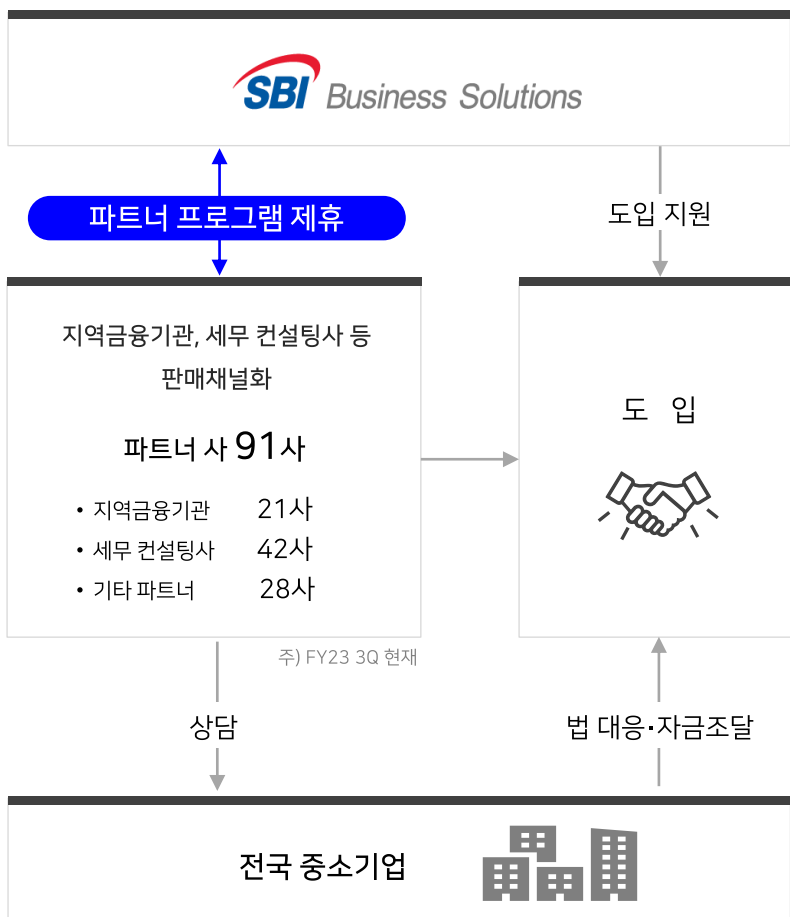 SBI Business Solutions
파트너 프로그램 제휴
도입 지원
지역금융기관, 세무 컨설팅사 등
판매채널화
파트너 사 91사
• 지역금융기관 21사
• 세무 컨설팅사 42사
• 기타 파트너 28사
도 입
주) FY23 3Q 현재
상담
법 대응·자금조달
전국 중소기업